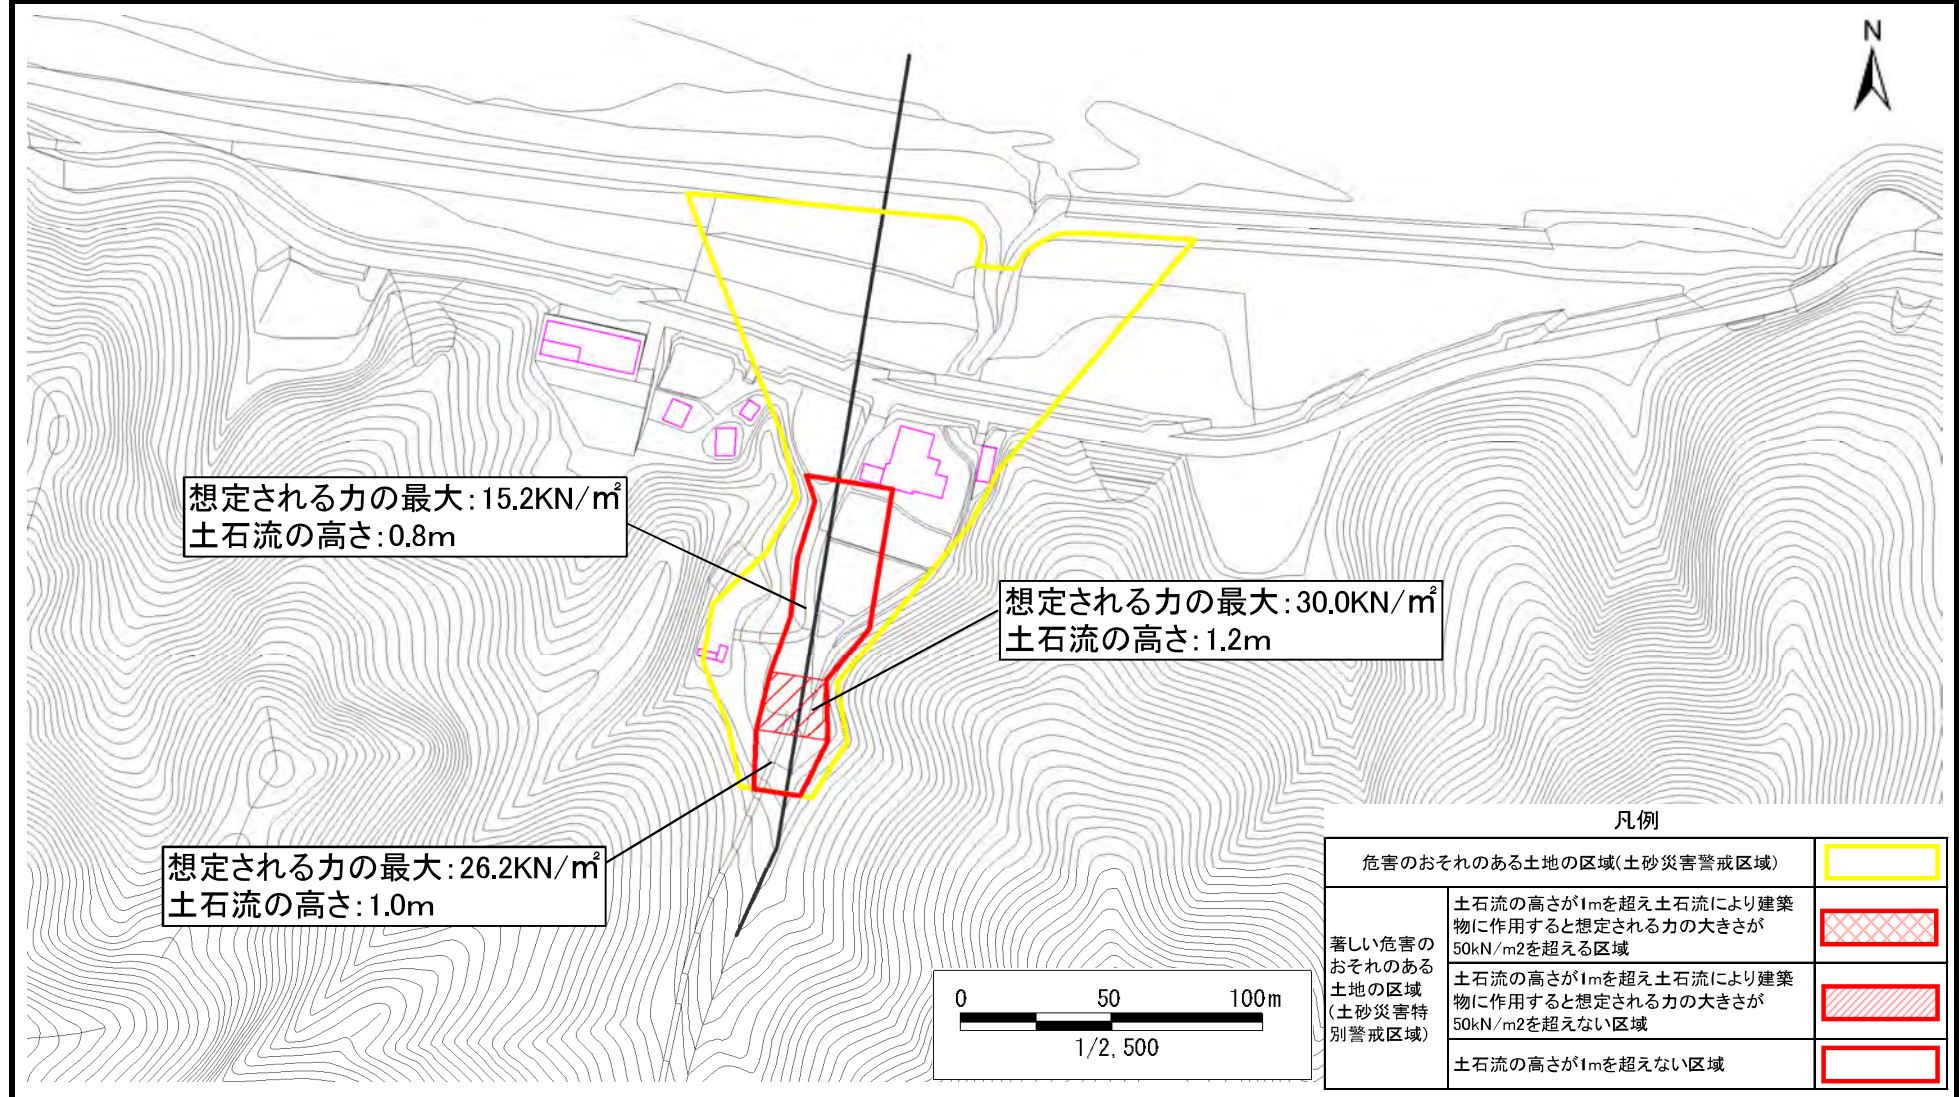 N
想定される力の最大:15.2KN/㎡
土石流の高さ:0.8m
想定される力の最大:30.0KN/㎡
土石流の高さ:1.2m
想定される力の最大:26.2KN/㎡
土石流の高さ:1.0m
0 50 100m
1/2,500
凡例
危害のおそれのある土地の区域(土砂災害警戒区域)
著しい危害の
おそれのある
土地の区域
(土砂災害特
別警戒区域)
土石流の高さが1mを超え土石流により建築
物に作用すると想定される力の大きさが
50kN/m2を超える区域
土石流の高さが1mを超え土石流により建築
物に作用すると想定される力の大きさが
50kN/m2を超えない区域
土石流の高さが1mを超えない区域